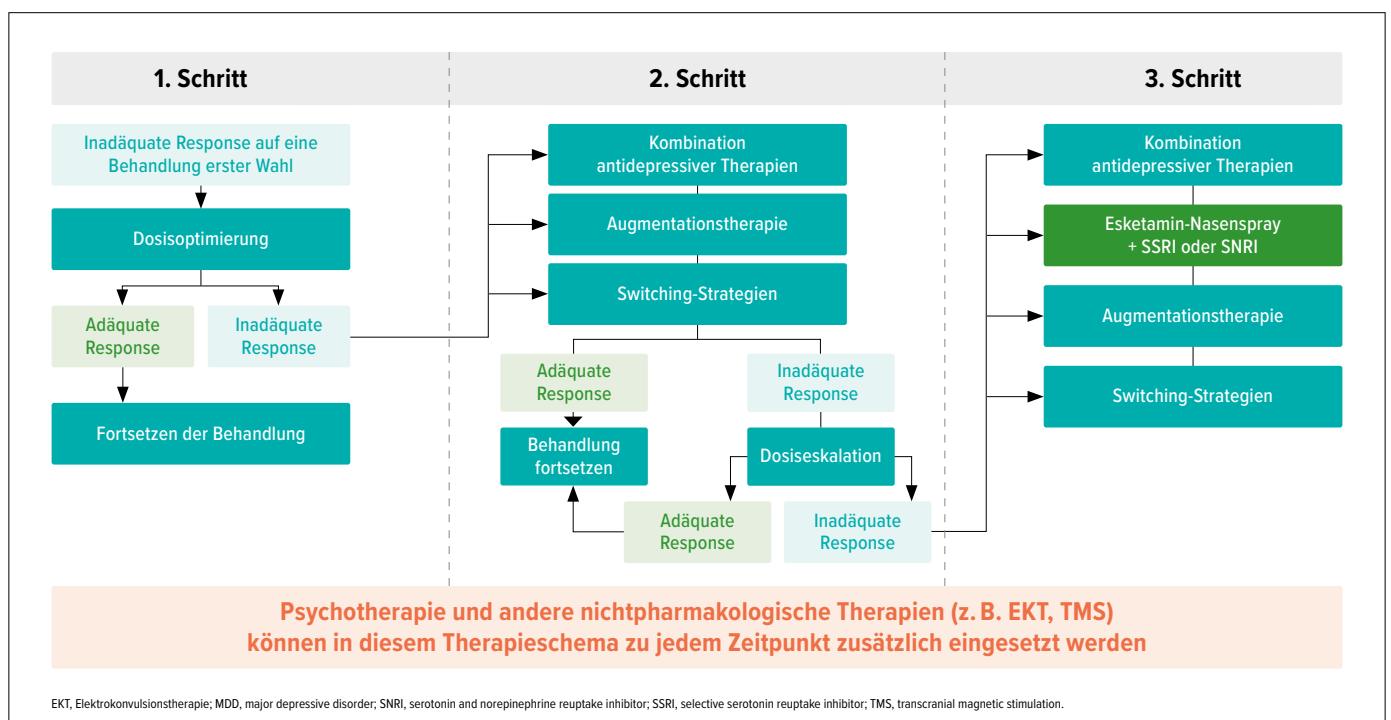 1. Schritt
2. Schritt
3. Schritt
Inadäquate Response auf eine
Behandlung erster Wahl
Dosisoptimierung
Adäquate
Response
Inadäquate
Response
Fortsetzen der Behandlung
Kombination
antidepressiver Therapien
Augmentationstherapie
Switching-Strategien
Adäquate
Response
Inadäquate
Response
Behandlung
fortsetzen
Dosiseskalation
Adäquate
Response
Inadäquate
Response
Kombination
antidepressiver Therapien
Esketamin-Nasenspray
+ SSRI oder SNRI
Augmentationstherapie
Switching-Strategien
Psychotherapie und andere nichtpharmakologische Therapien (z. B. EKT, TMS)
können in diesem Therapieschema zu jedem Zeitpunkt zusätzlich eingesetzt werden
EKT, Elektrokonvulsionstherapie; MDD, major depressive disorder; SNRI, serotonin and norepinephrine reuptake inhibitor; SSRI, selective serotonin reuptake inhibitor; TMS, transcranial magnetic stimulation.